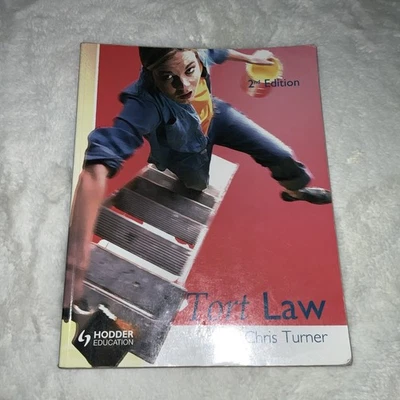 2nd Edition
Tort Law
Chris Turner
HODDER
EDUCATION